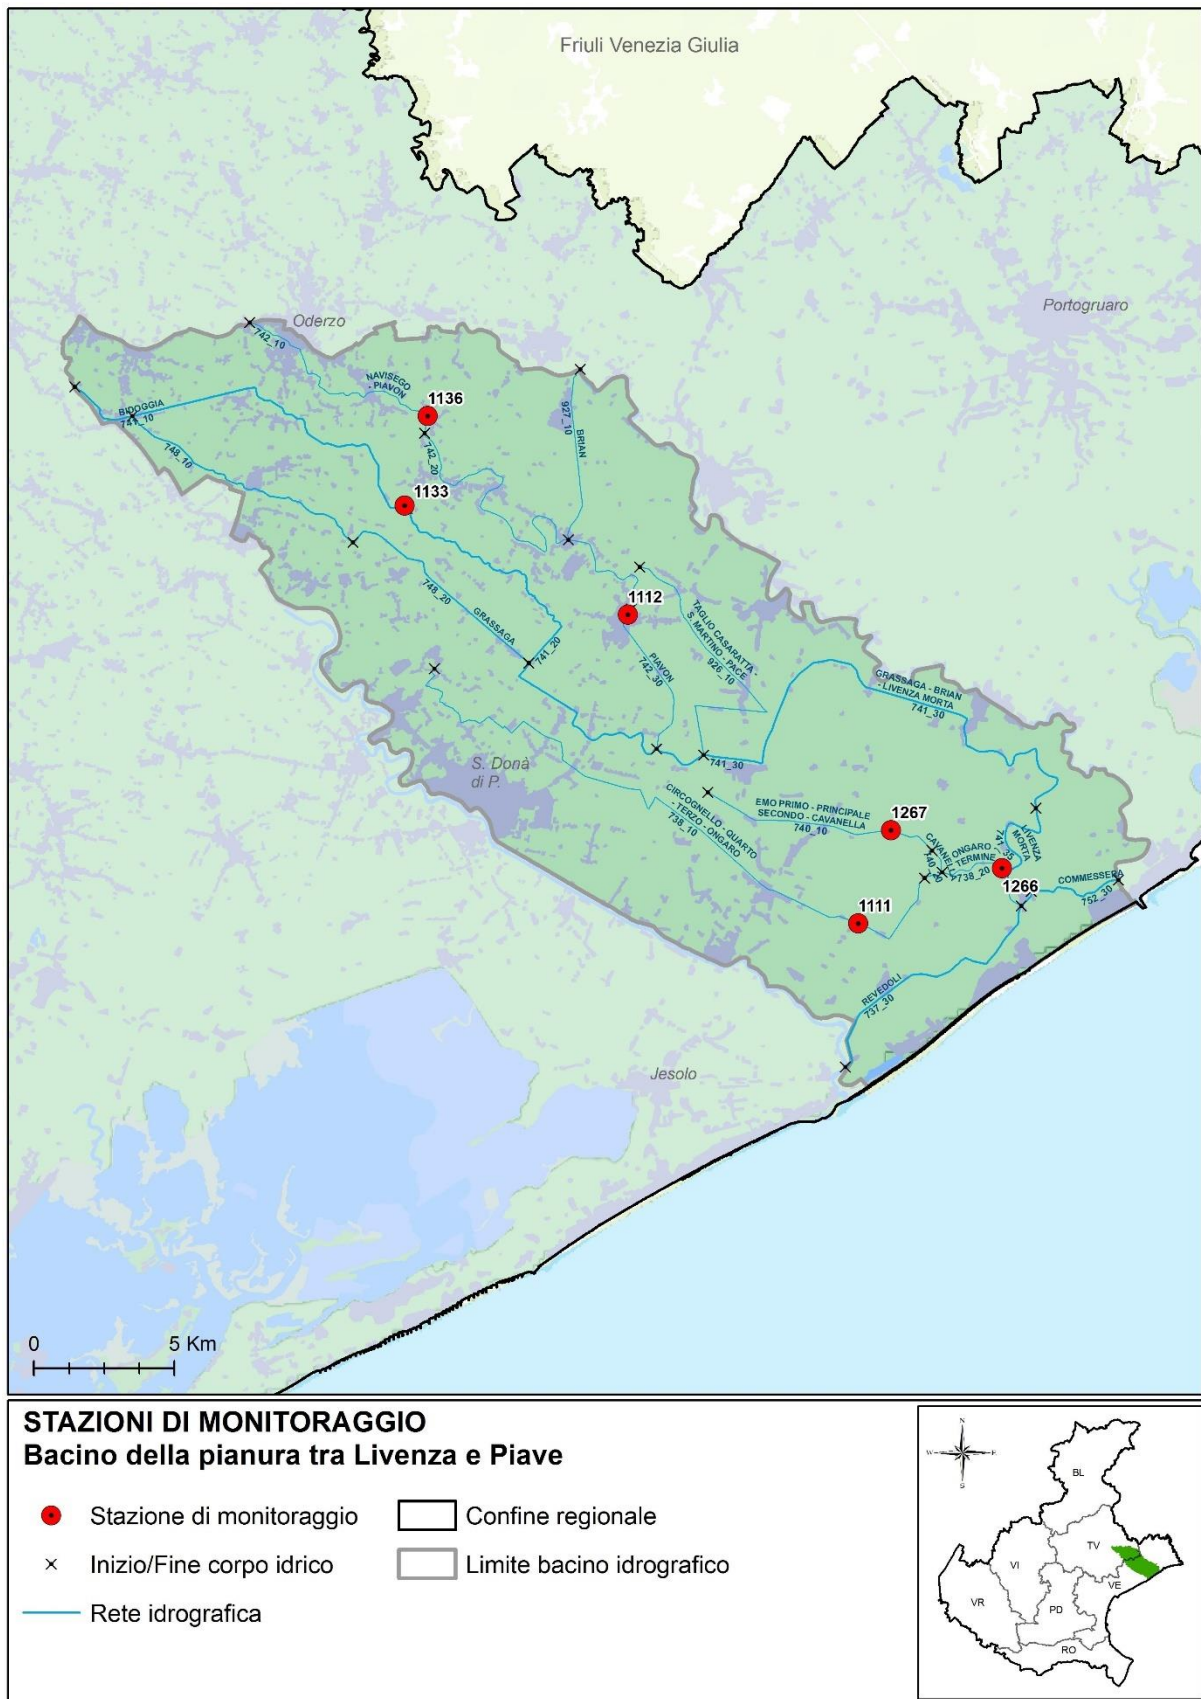 Friuli Venezia Giulia
Portogruaro
Oderzo
742_10
NAVISEGO
- PIAVON
1136
BIDOGGIA
741_10
748_10
742_20
927_10
BRIAN
1133
748_20
GRASSAGA
741_20
1112
PIAVON
742_30
TAGLIO CASARATTA -
S. MARTINO - PACE
926_10
GRASSAGA - BRIAN
- LIVENZA MORTA
741_30
741_30
S. Donà
di P.
CIRCOGNELLO - QUARTO
- TERZO - ONGARO
738_10
EMO PRIMO - PRINCIPALE
SECONDO - CAVANELLA
740_10
1267
CAVANELLA
ONGARO -
TERMINE
738_20
LIVENZA
MORTA
741_35
1266
COMMESSERA
752_30
1111
REVEDOLI
737_30
Jesolo
0 5 Km
STAZIONI DI MONITORAGGIO
Bacino della pianura tra Livenza e Piave
Stazione di monitoraggio
Confine regionale
Inizio/Fine corpo idrico
Limite bacino idrografico
Rete idrografica
N
W E
S
BL
TV
VI
VE
VR
PD
RO